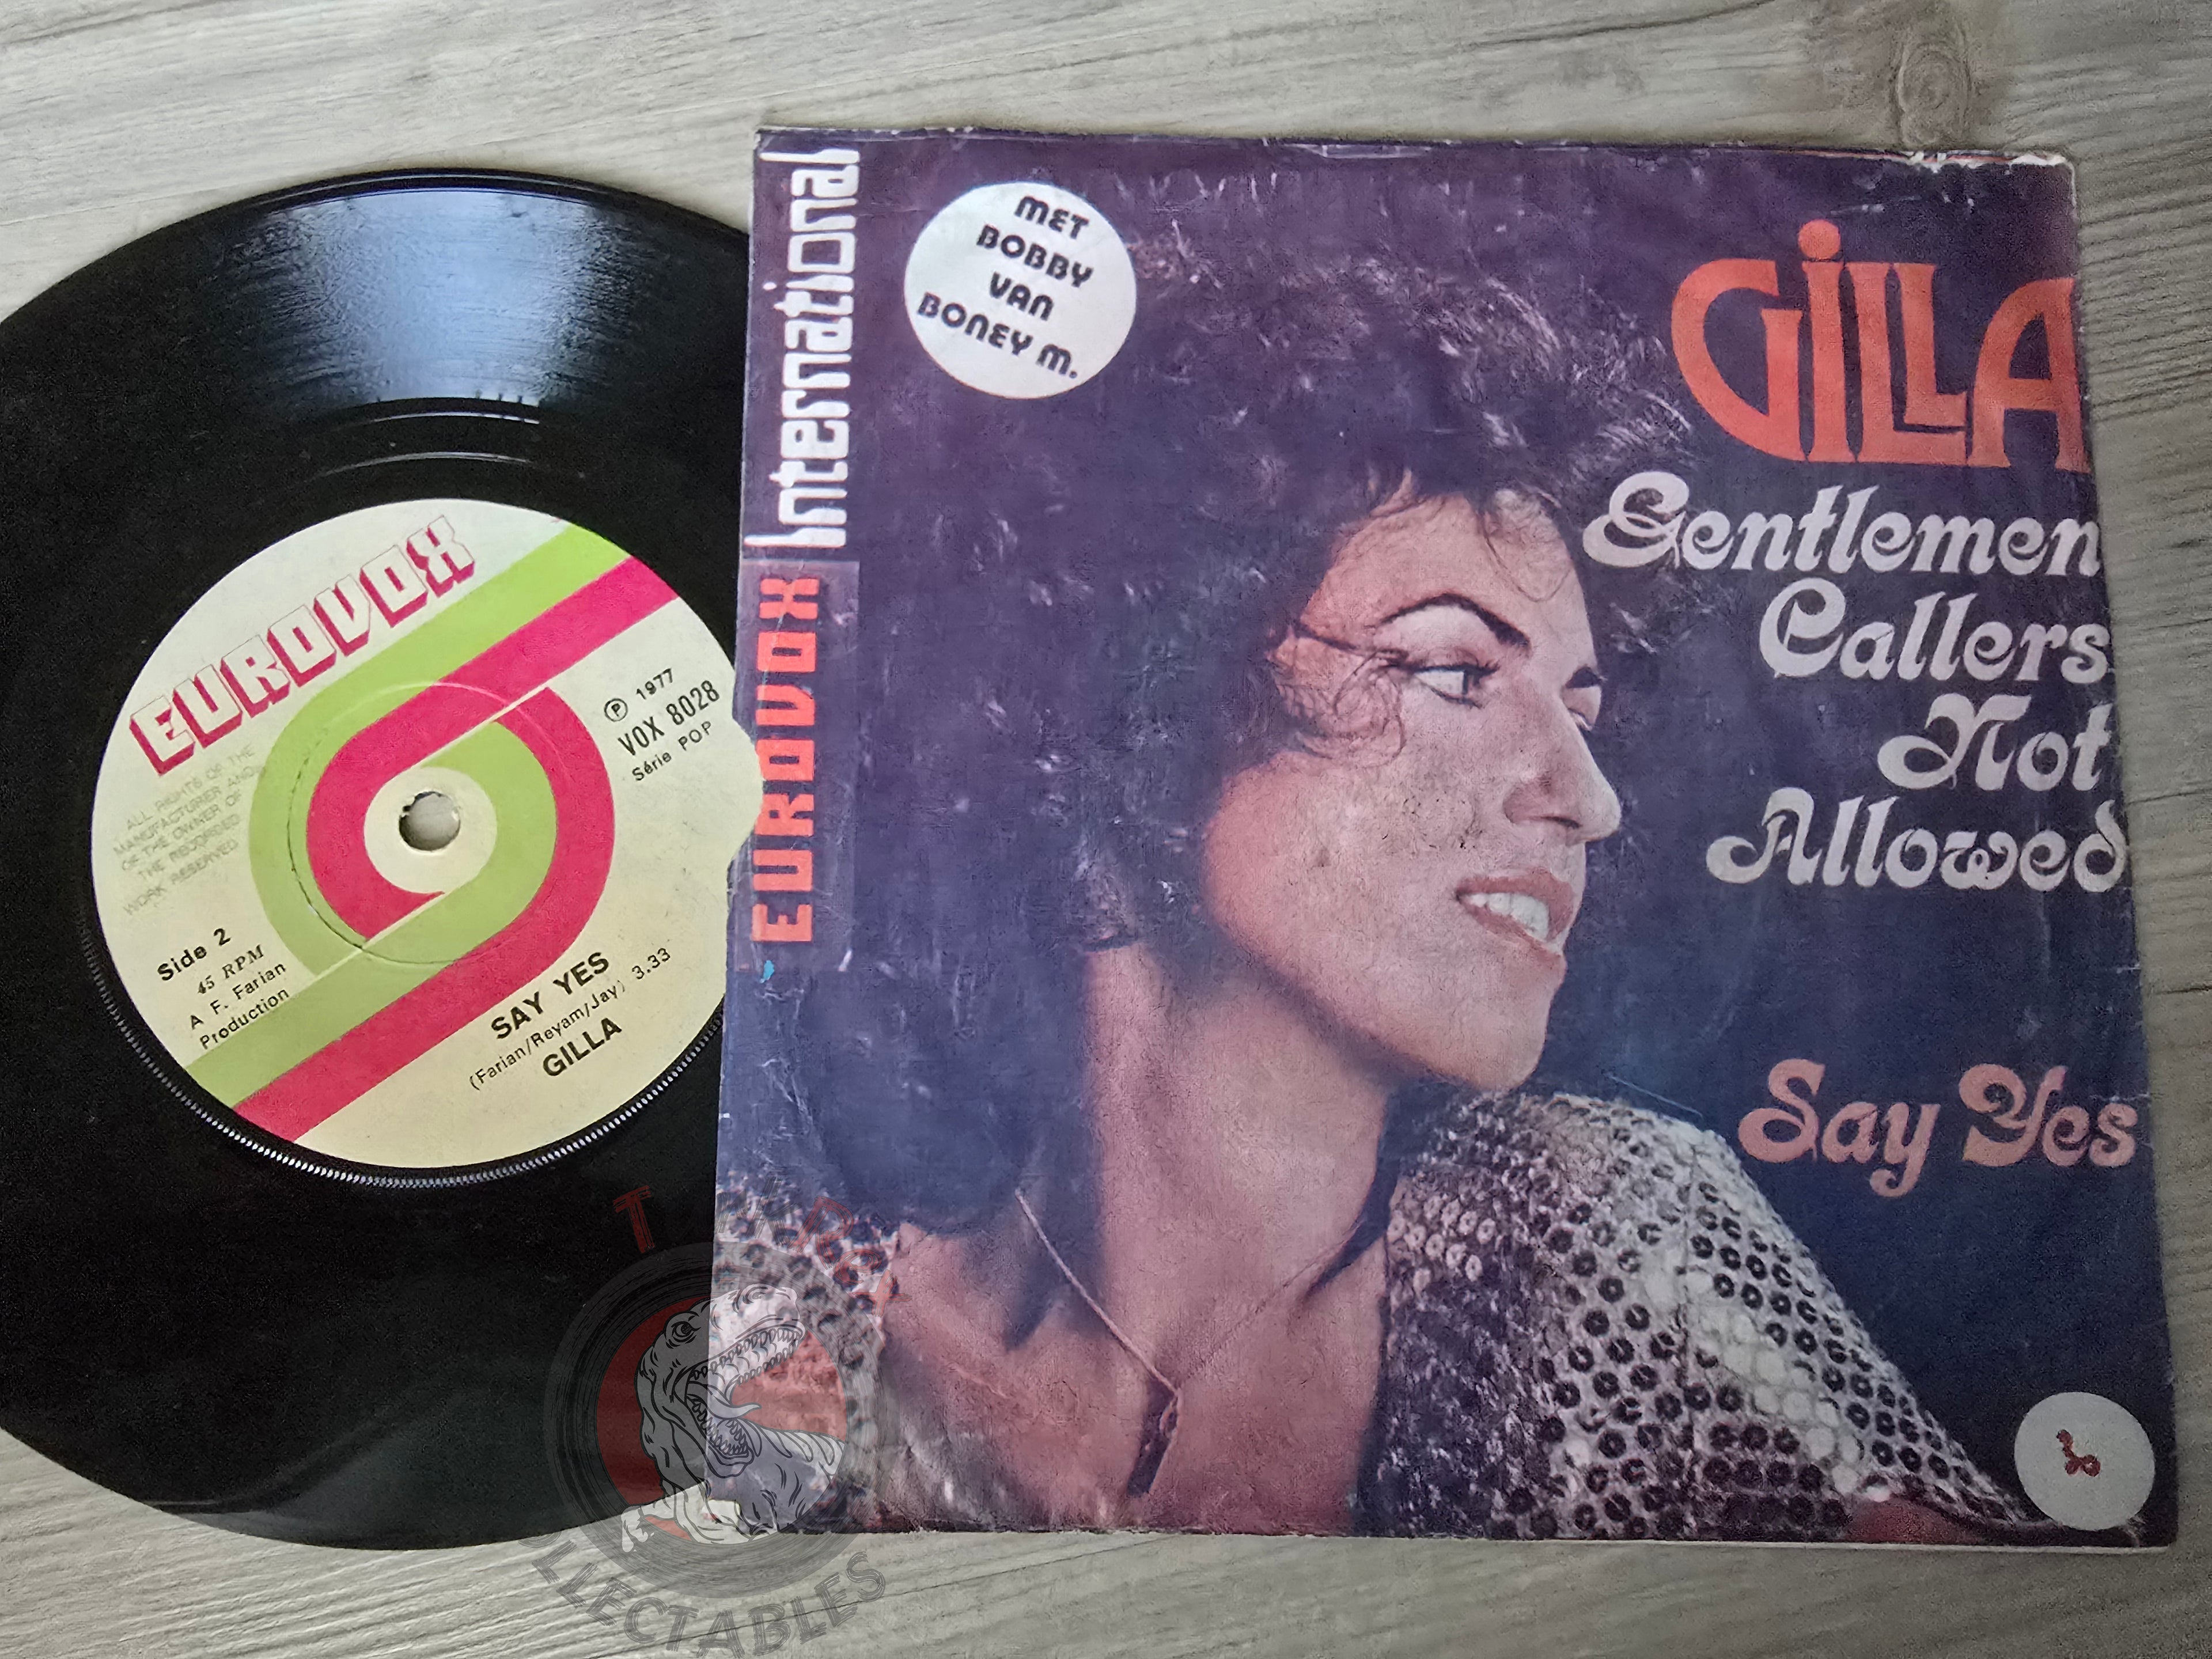 EUROVOX
ALL RIGHTS OF THE
MANUFACTURER AND
OF THE OWNER OF
THE RECORDED
WORK RESERVED
℗ 1977
VOX 8028
Série POP
Side 2
45 RPM
A F. Farian
Production
SAY YES
(Farian/Reyam/Jay) 3.33
GILLA
EUROVOX International
MET
BOBBY
VAN
BONEY M.
GiLLA
Gentlemen
Callers
Not
Allowed
Say Yes